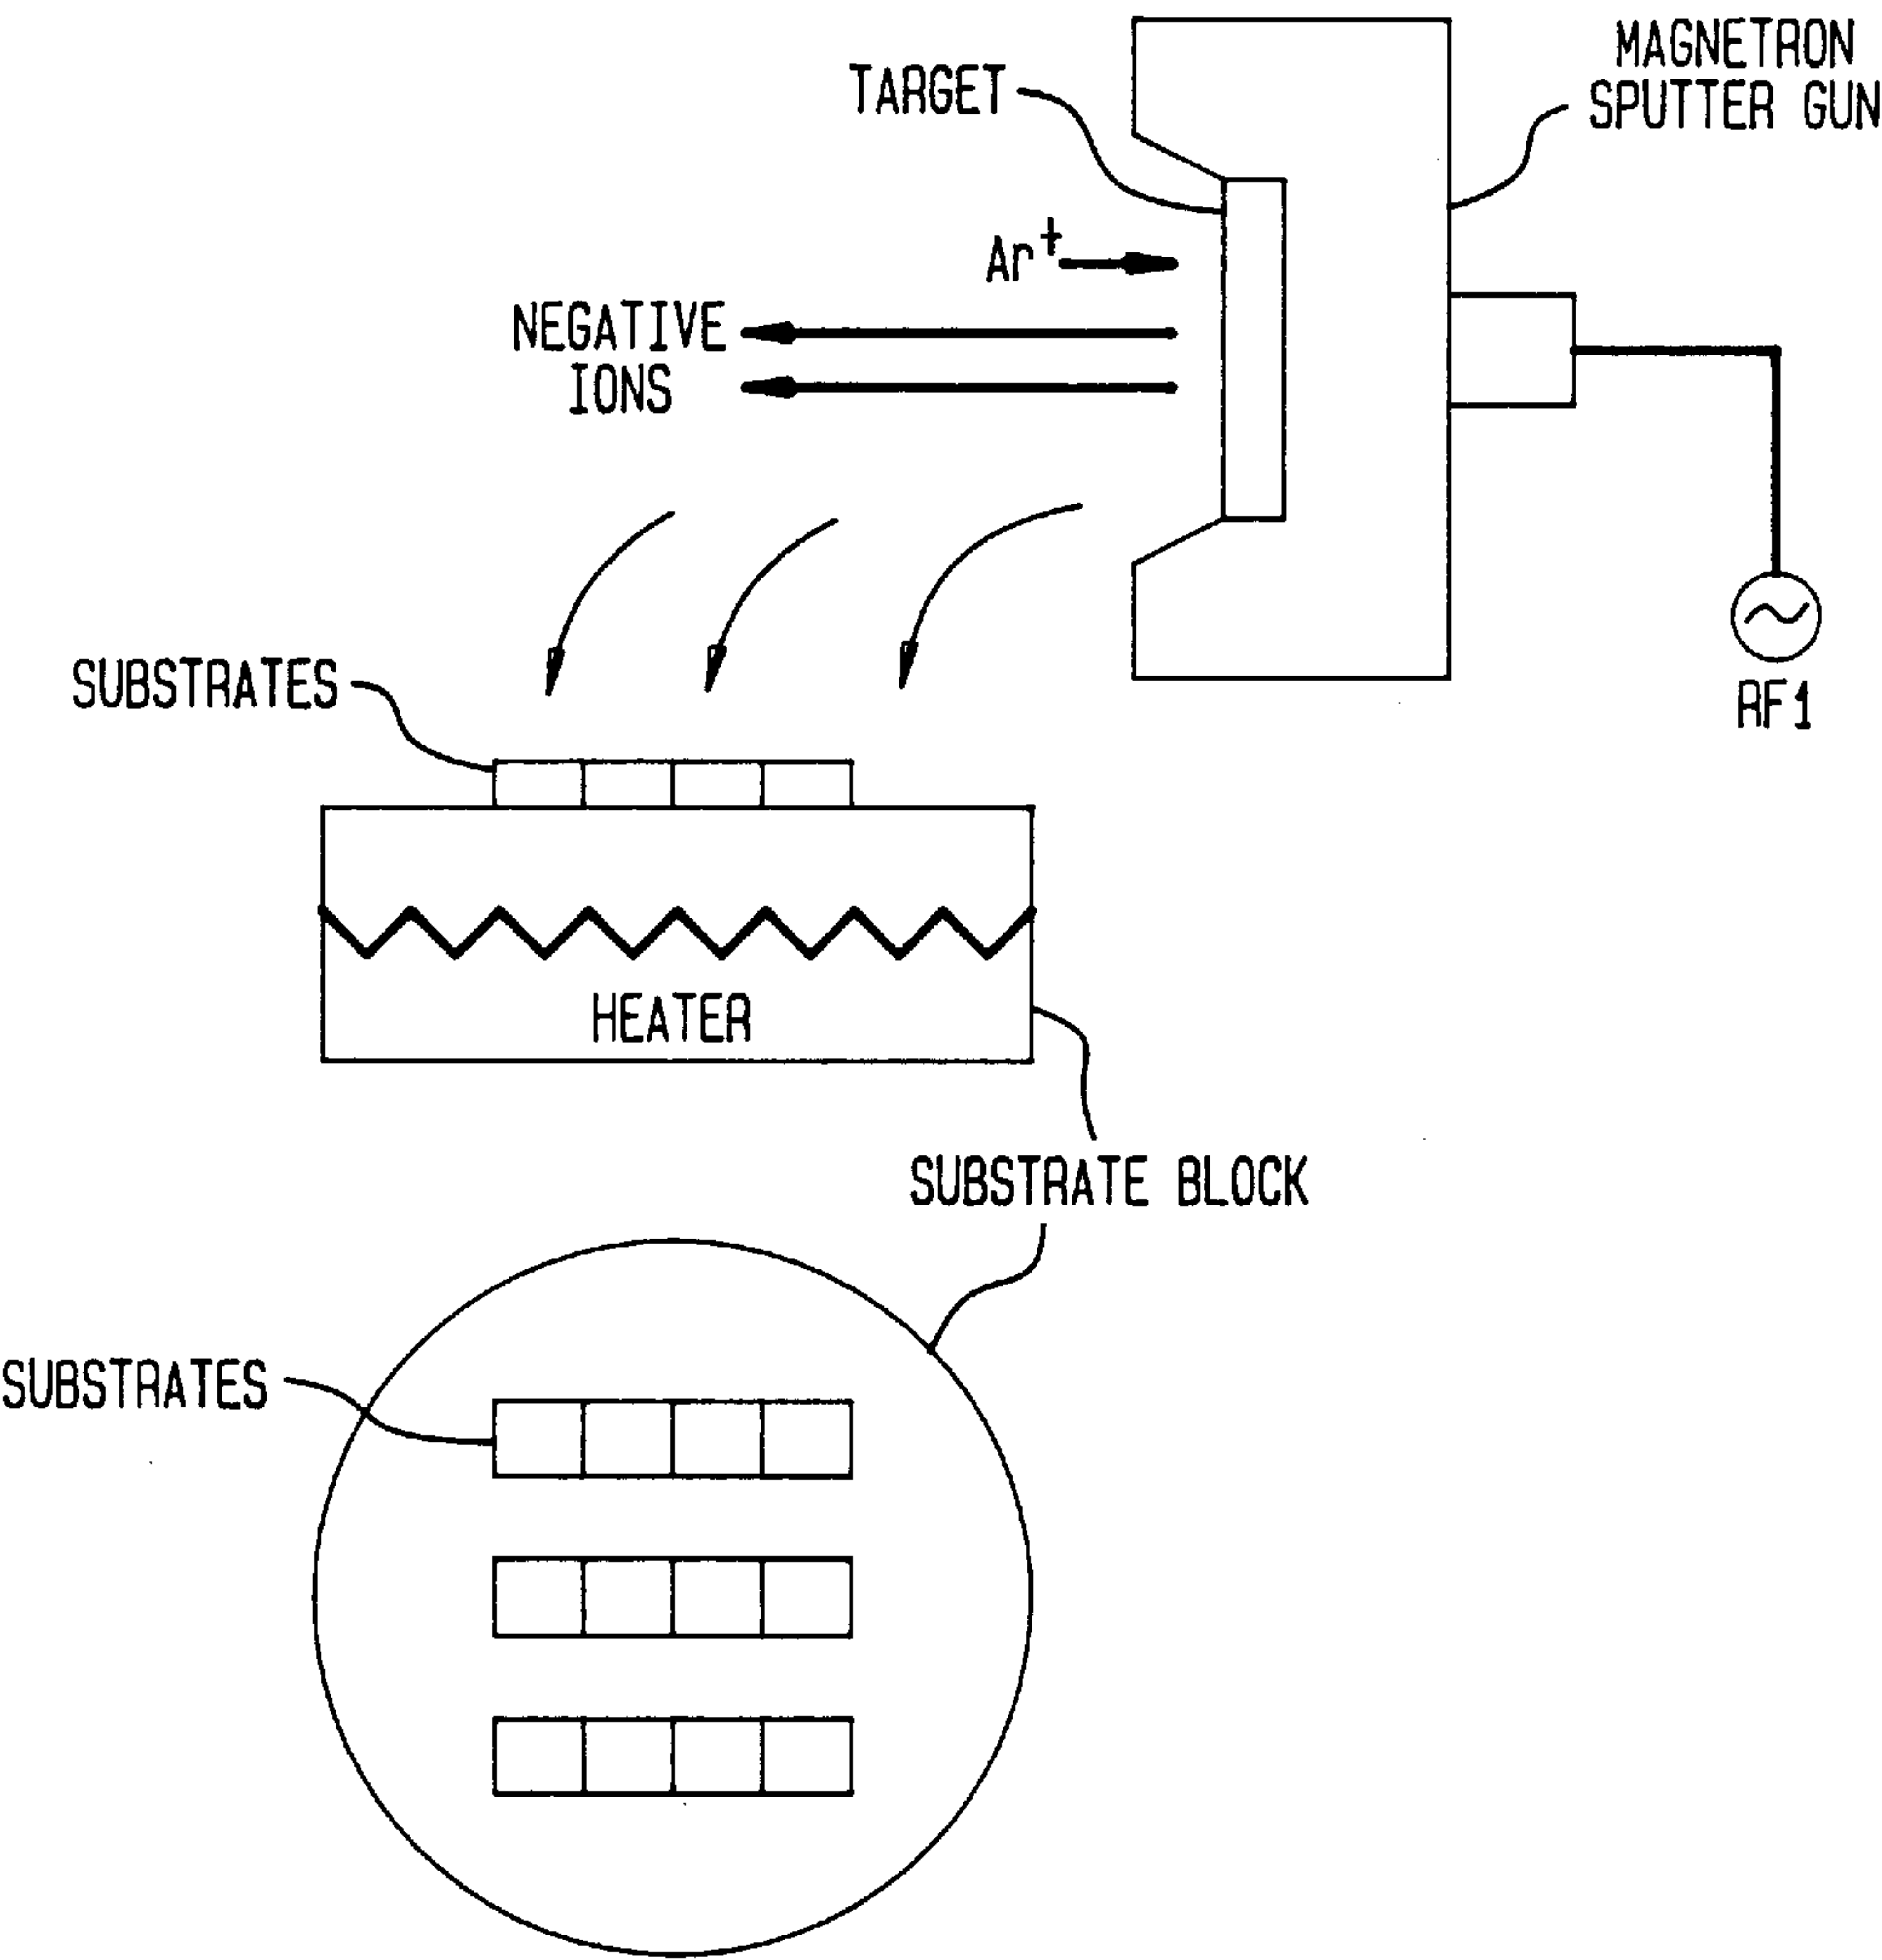 MAGNETRON
SPUTTER GUN
TARGET
Ar+
NEGATIVE
IONS
SUBSTRATES
RF1
HEATER
SUBSTRATE BLOCK
SUBSTRATES